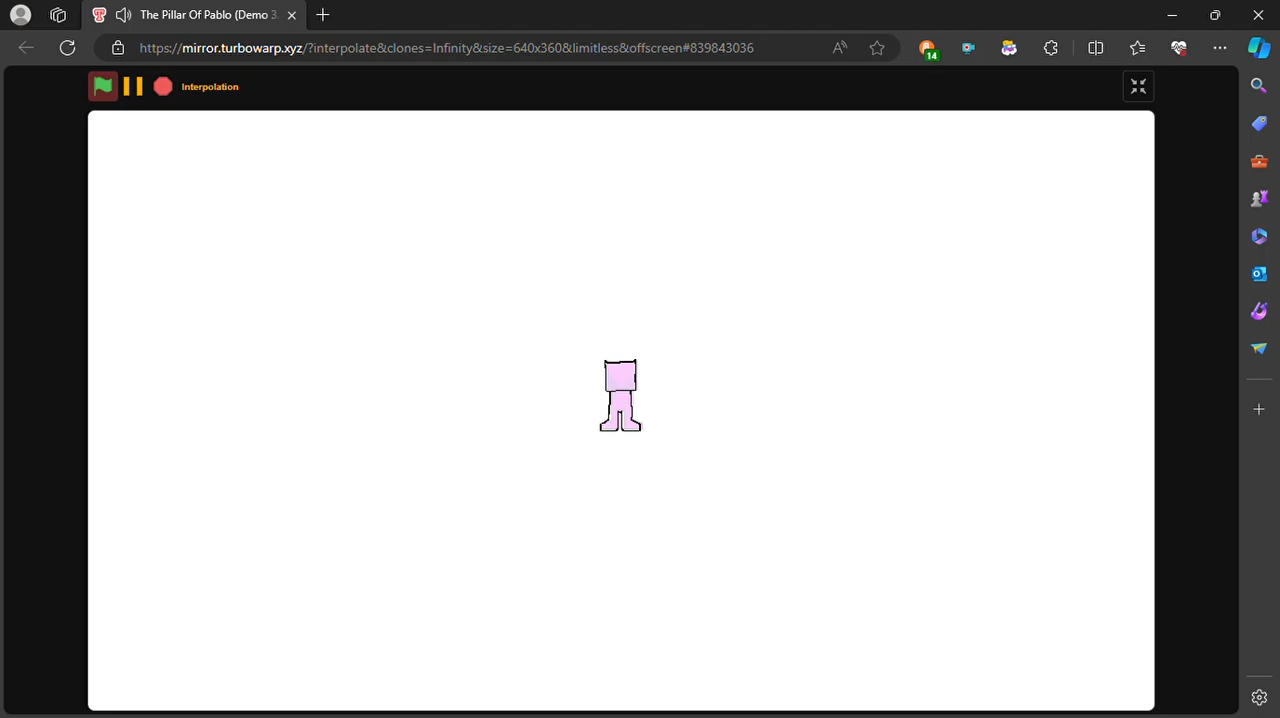 The Pillar Of Pablo (Demo 3
https://mirror.turbowarp.xyz/?interpolate&clones=Infinity&size=640x360&limitless&offscreen#839843036
14
Interpolation